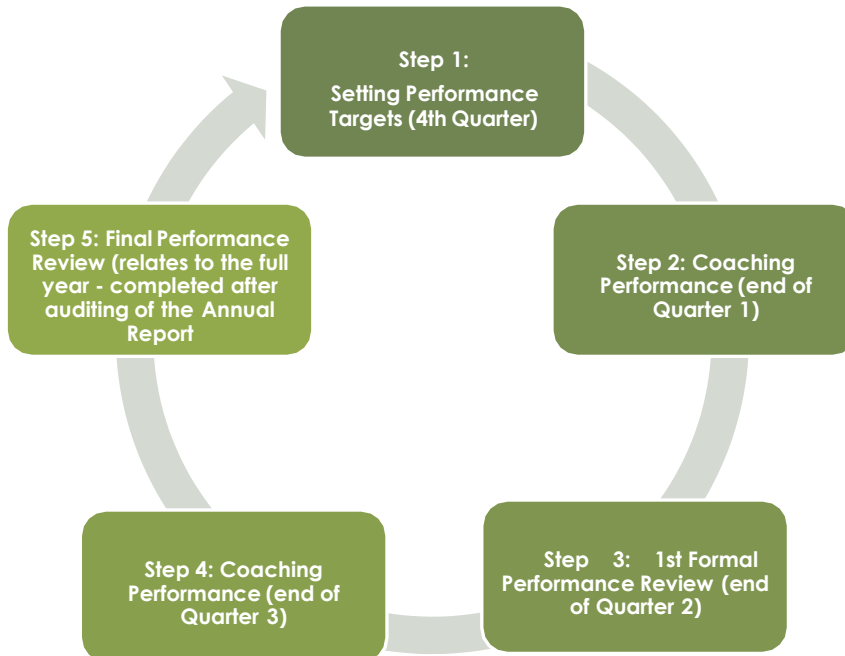 Step 1:
Setting Performance
Targets (4th Quarter)
Step 2: Coaching
Performance (end of
Quarter 1)
Step 3: 1st Formal
Performance Review (end
of Quarter 2)
Step 4: Coaching
Performance (end of
Quarter 3)
Step 5: Final Performance
Review (relates to the full
year - completed after
auditing of the Annual
Report